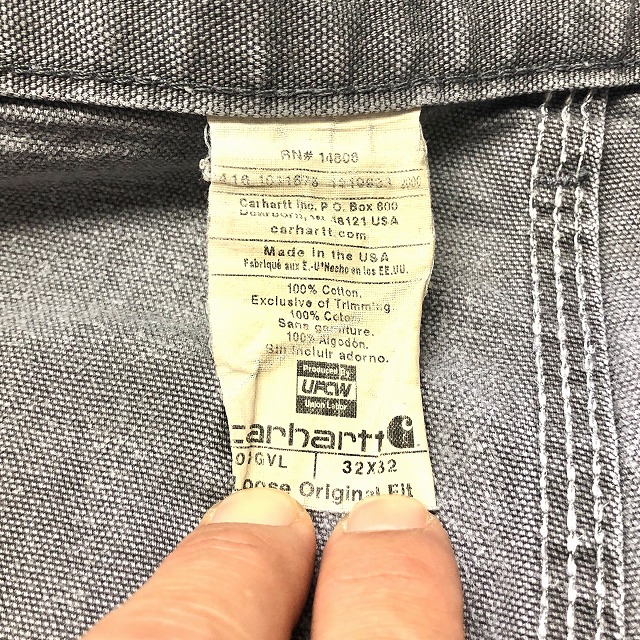 RN# 14806
Carhartt Inc. P.O. Box 600
Dearborn, MI 48121 USA
carhartt.com
Made in the USA
Fabriqué aux E.-U*Hecho en los EE.UU.
100% Cotton.
Exclusive of Trimming.
100% Coton.
Sans garniture.
100% Algodón.
Sin incluir adorno.
UFCW
carhartt
GVL 32X32
Loose Original Fit